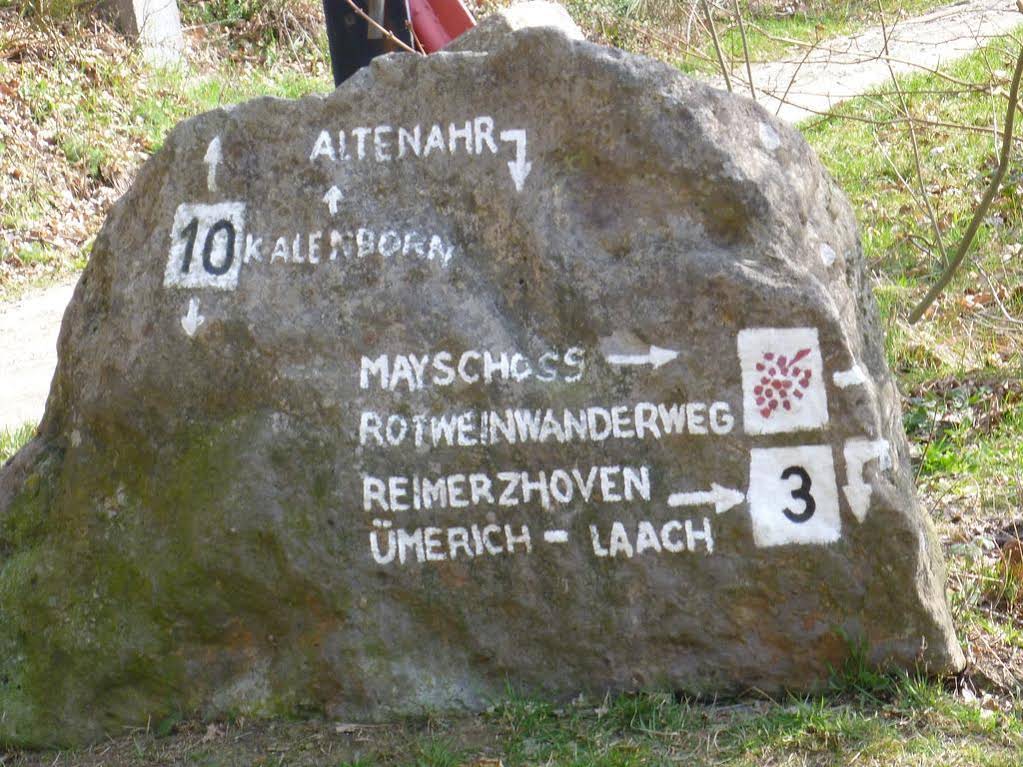 ALTENAHR
10 KALENBORN
MAYSCHOSS
ROTWEINWANDERWEG
REIMERZHOVEN 3
ÜMERICH - LAACH